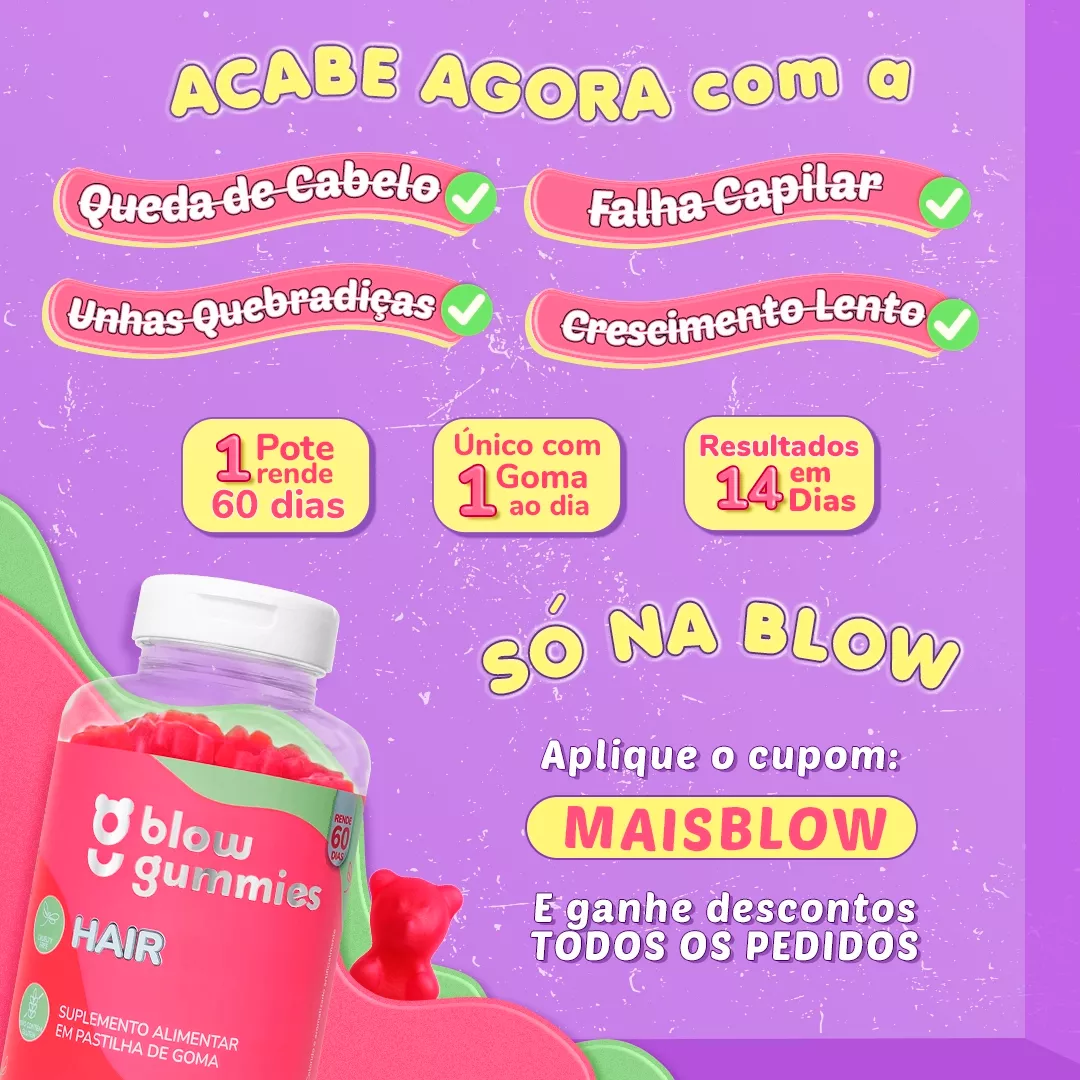 ACABE AGORA com a
Queda de Cabelo
Falha Capilar
Unhas Quebradiças
Crescimento Lento
1 Pote
rende
60 dias
Único com
1 Goma
ao dia
Resultados
14 em
Dias
SÓ NA BLOW
Aplique o cupom:
MAISBLOW
E ganhe descontos
TODOS OS PEDIDOS
RENDE
60
DIAS
blow
gummies
HAIR
SUPLEMENTO ALIMENTAR
EM PASTILHA DE GOMA